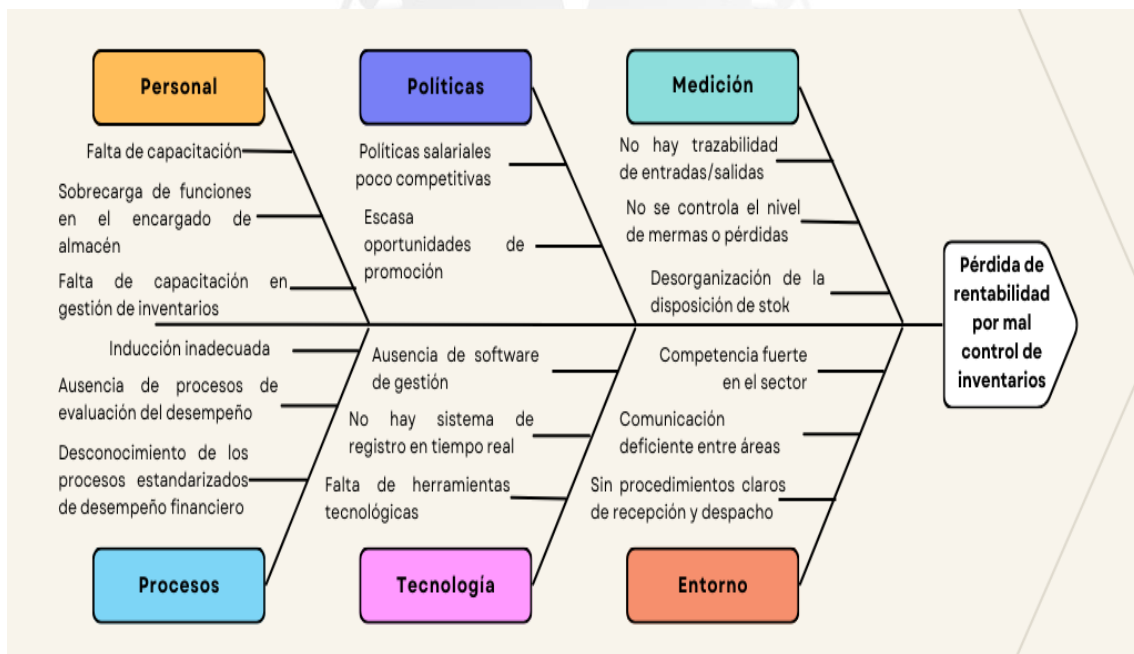 Personal
Políticas
Medición
Falta de capacitación
Sobrecarga de funciones
en el encargado de
almacén
Falta de capacitación en
gestión de inventarios
Políticas salariales
poco competitivas
Escasa
oportunidades de
promoción
No hay trazabilidad
de entradas/salidas
No se controla el nivel
de mermas o pérdidas
Desorganización de la
disposición de stok
Pérdida de
rentabilidad
por mal
control de
inventarios
Inducción inadecuada
Ausencia de procesos de
evaluación del desempeño
Desconocimiento de los
procesos estandarizados
de desempeño financiero
Ausencia de software
de gestión
No hay sistema de
registro en tiempo real
Falta de herramientas
tecnológicas
Competencia fuerte
en el sector
Comunicación
deficiente entre áreas
Sin procedimientos claros
de recepción y despacho
Procesos
Tecnología
Entorno